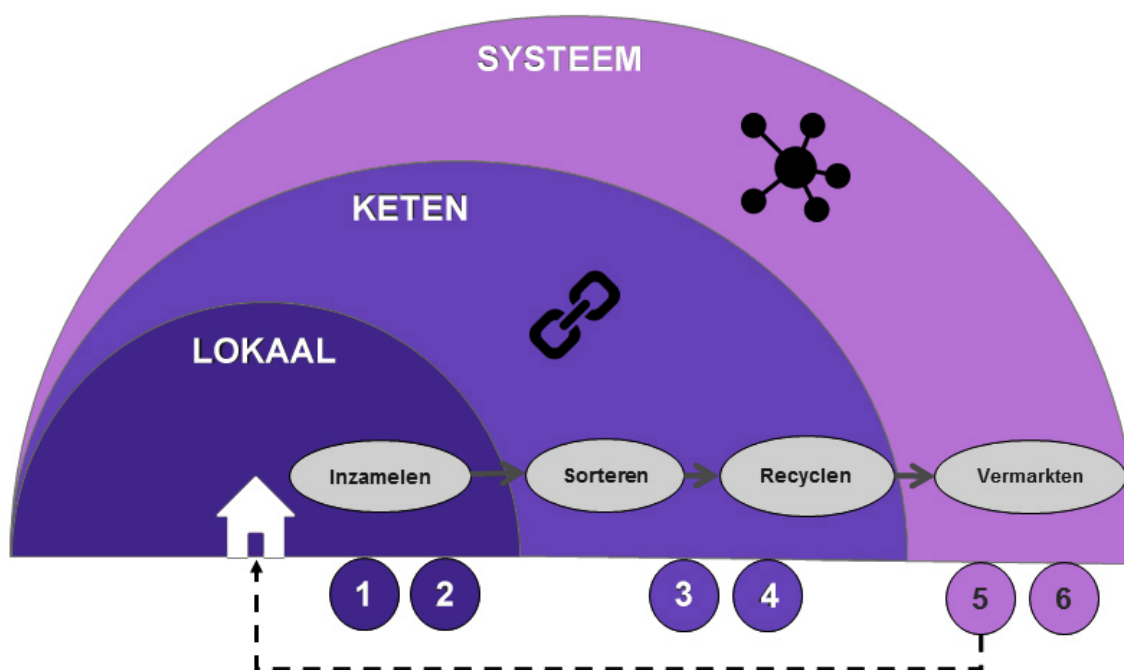 SYSTEEM
KETEN
LOKAAL
Inzamelen
Sorteren
Recyclen
Vermarkten
1
2
3
4
5
6